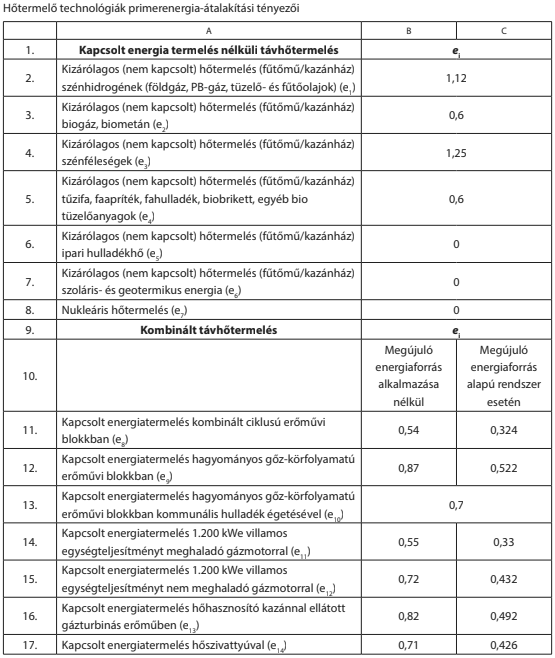 Hőtermelő technológiák primerenergia-átalakítási tényezői
A B C
1. Kapcsolt energia termelés nélküli távhőtermelés e_i
2. Kizárólagos (nem kapcsolt) hőtermelés (fűtőmű/kazánház)
szénhidrogének (földgáz, PB-gáz, tüzelő- és fűtőolajok) (e_1) 1,12
3. Kizárólagos (nem kapcsolt) hőtermelés (fűtőmű/kazánház)
biogáz, biometán (e_2) 0,6
4. Kizárólagos (nem kapcsolt) hőtermelés (fűtőmű/kazánház)
szénféleségek (e_3) 1,25
5. Kizárólagos (nem kapcsolt) hőtermelés (fűtőmű/kazánház)
tűzifa, faapríték, fahulladék, biobrikett, egyéb bio
tüzelőanyagok (e_4) 0,6
6. Kizárólagos (nem kapcsolt) hőtermelés (fűtőmű/kazánház)
ipari hulladékhő (e_5) 0
7. Kizárólagos (nem kapcsolt) hőtermelés (fűtőmű/kazánház)
szoláris- és geotermikus energia (e_6) 0
8. Nukleáris hőtermelés (e_7) 0
9. Kombinált távhőtermelés e_i
10. Megújuló
energiaforrás
alkalmazása
nélkül
Megújuló
energiaforrás
alapú rendszer
esetén
11. Kapcsolt energiatermelés kombinált ciklusú erőművi
blokkban (e_8) 0,54 0,324
12. Kapcsolt energiatermelés hagyományos gőz-körfolyamatú
erőművi blokkban (e_9) 0,87 0,522
13. Kapcsolt energiatermelés hagyományos gőz-körfolyamatú
erőművi blokkban kommunális hulladék égetésével (e_10) 0,7
14. Kapcsolt energiatermelés 1.200 kWe villamos
egységteljesítményt meghaladó gázmotorral (e_11) 0,55 0,33
15. Kapcsolt energiatermelés 1.200 kWe villamos
egységteljesítményt nem meghaladó gázmotorral (e_12) 0,72 0,432
16. Kapcsolt energiatermelés hőhasznosító kazánnal ellátott
gázturbinás erőműben (e_13) 0,82 0,492
17. Kapcsolt energiatermelés hőszivattyúval (e_14) 0,71 0,426